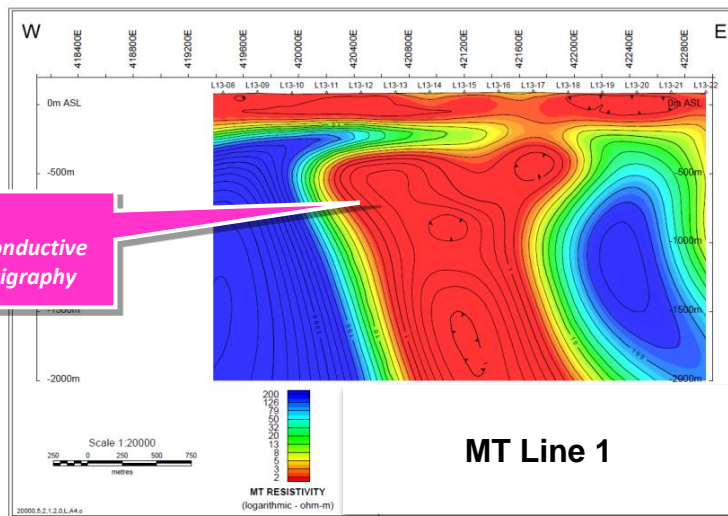 W
E
418400E
418800E
419200E
419600E
420000E
420400E
420800E
421200E
421600E
422000E
422400E
422800E
L13-08 L13-09 L13-10 L13-11 L13-12 L13-13 L13-14 L13-15 L13-16 L13-17 L13-18 L13-19 L13-20 L13-21 L13-22
0m ASL
0m ASL
-500m
-500m
onductive
igraphy
-1000m
-1500m
-1500m
-2000m
-2000m
Scale 1:20000
250 0 250 500 750
metres
200
126
79
50
32
20
13
8
5
3
2
MT RESISTIVITY
(logarithmic - ohm-m)
MT Line 1